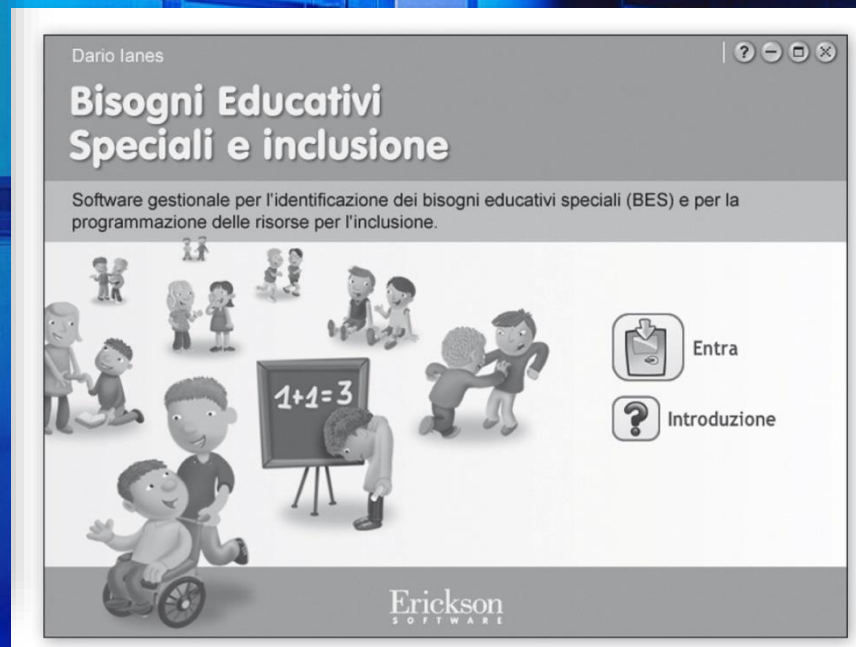 Dario Ianes
Bisogni Educativi
Speciali e inclusione
Software gestionale per l'identificazione dei bisogni educativi speciali (BES) e per la
programmazione delle risorse per l'inclusione.
1+1=3
Entra
Introduzione
Erickson
SOFTWARE